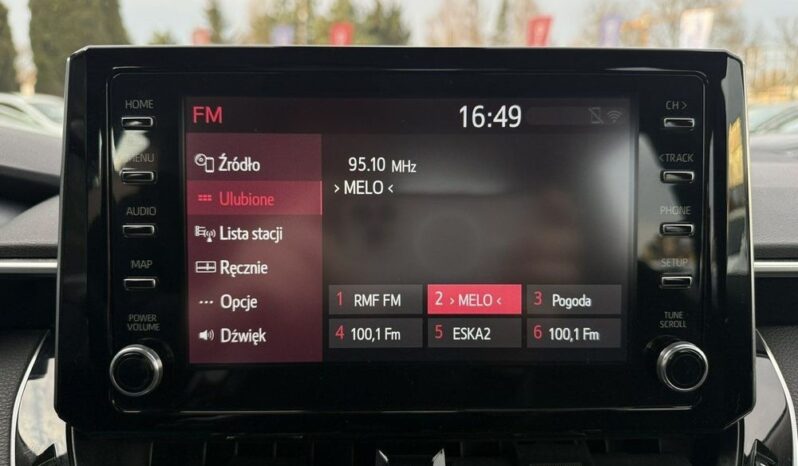 HOME
MENU
AUDIO
MAP
POWER
VOLUME
FM
16:49
Źródło
Ulubione
Lista stacji
Ręcznie
Opcje
Dźwięk
95.10 MHz
› MELO ‹
1 RMF FM
2 › MELO ‹
3 Pogoda
4 100,1 Fm
5 ESKA2
6 100,1 Fm
CH >
< TRACK
PHONE
SETUP
TUNE
SCROLL